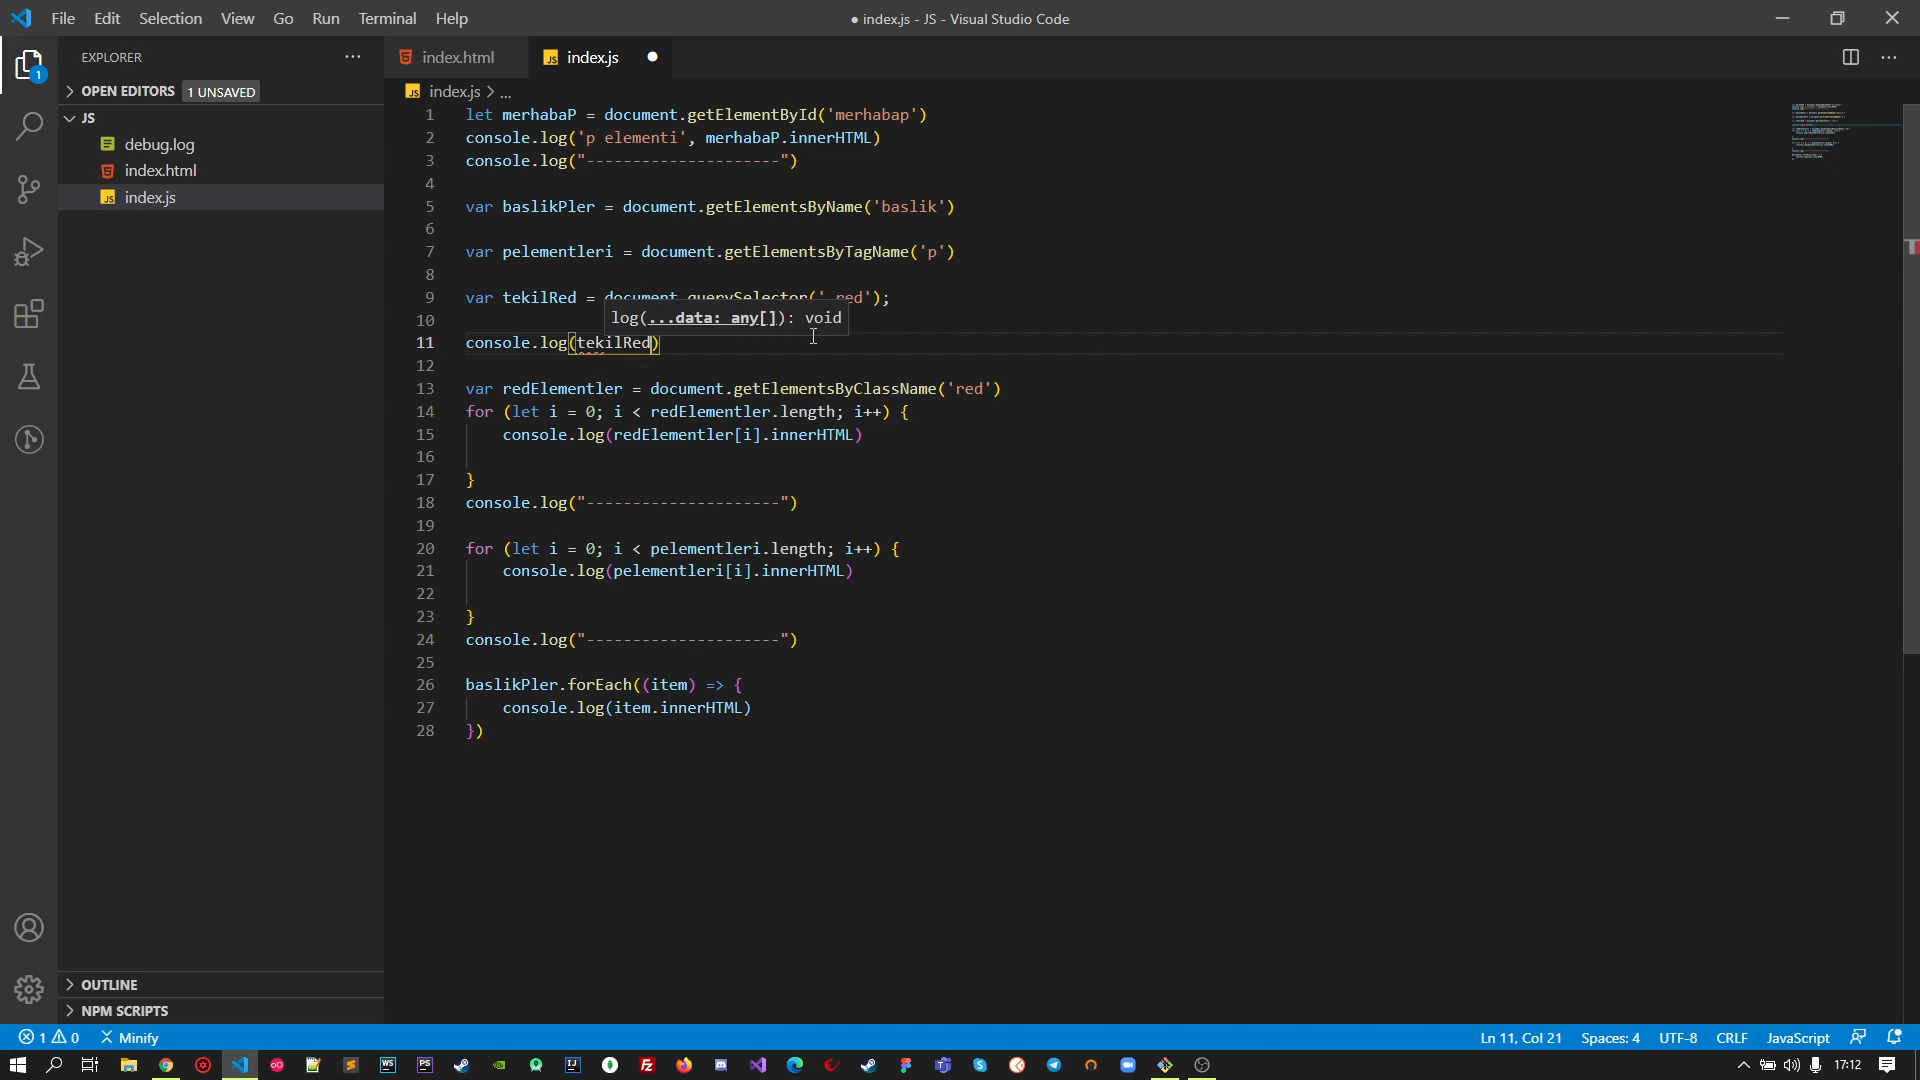 File Edit Selection View Go Run Terminal Help
● index.js - JS - Visual Studio Code
EXPLORER
OPEN EDITORS 1 UNSAVED
JS
debug.log
index.html
index.js
OUTLINE
NPM SCRIPTS
1
index.html
index.js
index.js > ...
1 let merhabaP = document.getElementById('merhabap')
2 console.log('p elementi', merhabaP.innerHTML)
3 console.log("---------------------")
4
5 var baslikPler = document.getElementsByName('baslik')
6
7 var pelementleri = document.getElementsByTagName('p')
8
9 var tekilRed = document.querySelector('.red');
10
log(...data: any[]): void
11 console.log(tekilRed)
12
13 var redElementler = document.getElementsByClassName('red')
14 for (let i = 0; i < redElementler.length; i++) {
15 console.log(redElementler[i].innerHTML)
16
17 }
18 console.log("---------------------")
19
20 for (let i = 0; i < pelementleri.length; i++) {
21 console.log(pelementleri[i].innerHTML)
22
23 }
24 console.log("---------------------")
25
26 baslikPler.forEach((item) => {
27 console.log(item.innerHTML)
28 })
1 0 Minify
Ln 11, Col 21 Spaces: 4 UTF-8 CRLF JavaScript
17:12